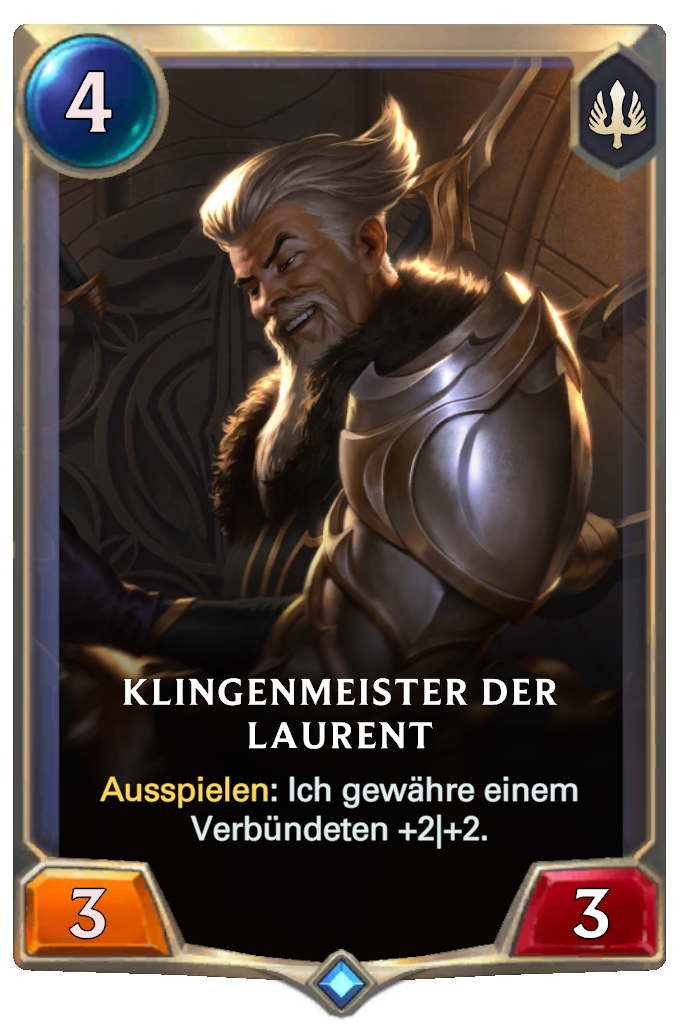 4
KLINGENMEISTER DER
LAURENT
Ausspielen: Ich gewähre einem
Verbündeten +2|+2.
3 3